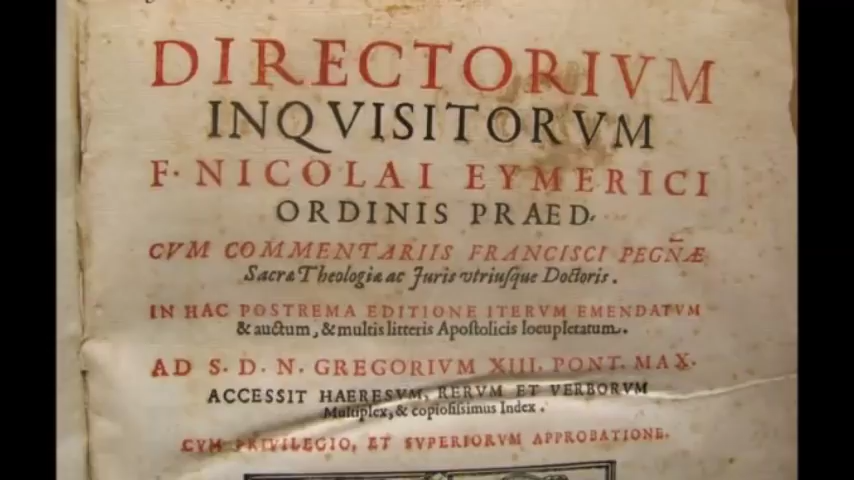 DIRECTORIVM
INQVISITORVM
F. NICOLAI EYMERICI
ORDINIS PRAED.
CVM COMMENTARIIS FRANCISCI PEGÑÆ
Sacræ Theologiæ ac Juris vtriuſque Doctoris.
IN HAC POSTREMA EDITIONE ITERVM EMENDATVM
& auctum, & multis litteris Apoſtolicis locupletatum.
AD S. D. N. GREGORIVM XIII. PONT. MAX.
ACCESSIT HAERESVM, RERVM ET VERBORVM
Multiplex, & copioſiſsimus Index.
CVM PRIVILEGIO, ET SVPERIORVM APPROBATIONE.